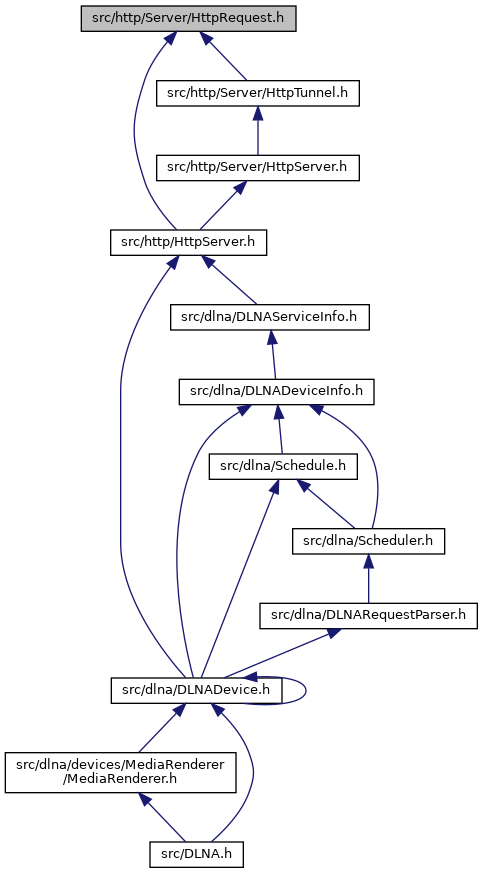 src/http/Server/HttpRequest.h
src/http/Server/HttpTunnel.h
src/http/Server/HttpServer.h
src/http/HttpServer.h
src/dlna/DLNAServiceInfo.h
src/dlna/DLNADeviceInfo.h
src/dlna/Schedule.h
src/dlna/Scheduler.h
src/dlna/DLNARequestParser.h
src/dlna/DLNADevice.h
src/dlna/devices/MediaRenderer
/MediaRenderer.h
src/DLNA.h